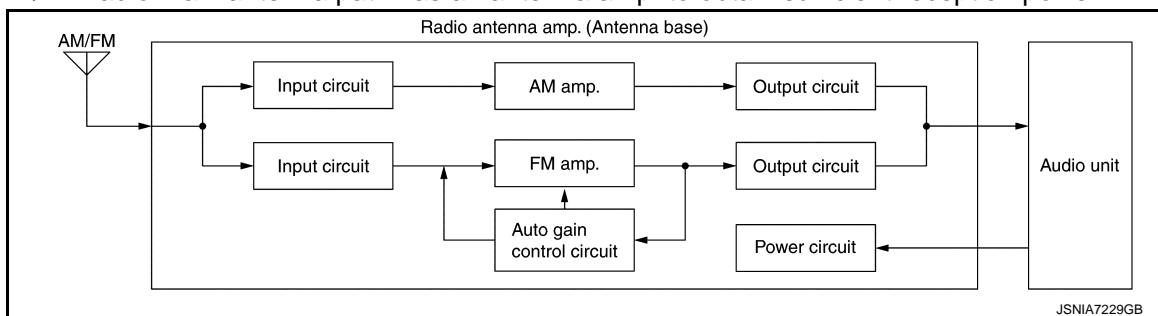 Radio antenna amp. (Antenna base)
AM/FM
Input circuit
AM amp.
Output circuit
Input circuit
FM amp.
Output circuit
Audio unit
Auto gain
control circuit
Power circuit
JSNIA7229GB